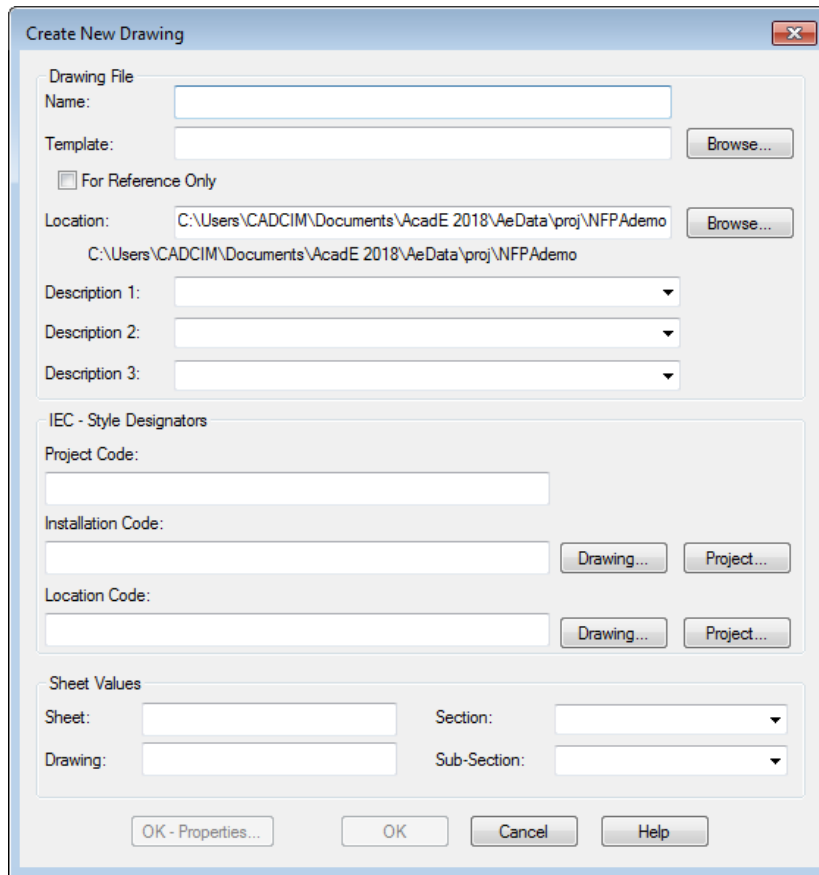 Create New Drawing
Drawing File
Name:
Template:
Browse...
For Reference Only
Location:
C:\Users\CADCIM\Documents\AcadE 2018\AeData\proj\NFPAdemo
Browse...
C:\Users\CADCIM\Documents\AcadE 2018\AeData\proj\NFPAdemo
Description 1:
Description 2:
Description 3:
IEC - Style Designators
Project Code:
Installation Code:
Drawing...
Project...
Location Code:
Drawing...
Project...
Sheet Values
Sheet:
Section:
Drawing:
Sub-Section:
OK - Properties...
OK
Cancel
Help